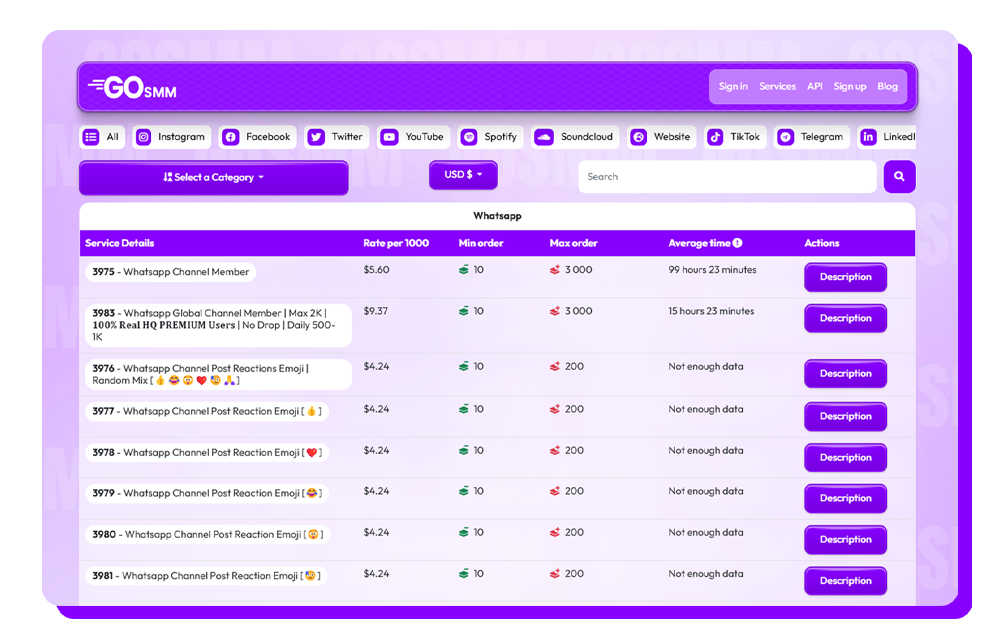 GOSMM
Sign in Services API Sign up Blog
All Instagram Facebook Twitter YouTube Spotify Soundcloud Website TikTok Telegram LinkedI
Select a Category USD $ Search
Whatsapp
Service Details Rate per 1000 Min order Max order Average time Actions
3975 - Whatsapp Channel Member $5.60 10 3 000 99 hours 23 minutes Description
3983 - Whatsapp Global Channel Member | Max 2K | $9.37 10 3 000 15 hours 23 minutes Description
100% Real HQ PREMIUM Users | No Drop | Daily 500-
1K
3976 - Whatsapp Channel Post Reactions Emoji | $4.24 10 200 Not enough data Description
Random Mix [ 👍 😂 😲 ❤️ 😢 🙏 ]
3977 - Whatsapp Channel Post Reaction Emoji [ 👍 ] $4.24 10 200 Not enough data Description
3978 - Whatsapp Channel Post Reaction Emoji [ ❤️ ] $4.24 10 200 Not enough data Description
3979 - Whatsapp Channel Post Reaction Emoji [ 😂 ] $4.24 10 200 Not enough data Description
3980 - Whatsapp Channel Post Reaction Emoji [ 😲 ] $4.24 10 200 Not enough data Description
3981 - Whatsapp Channel Post Reaction Emoji [ 😢 ] $4.24 10 200 Not enough data Description